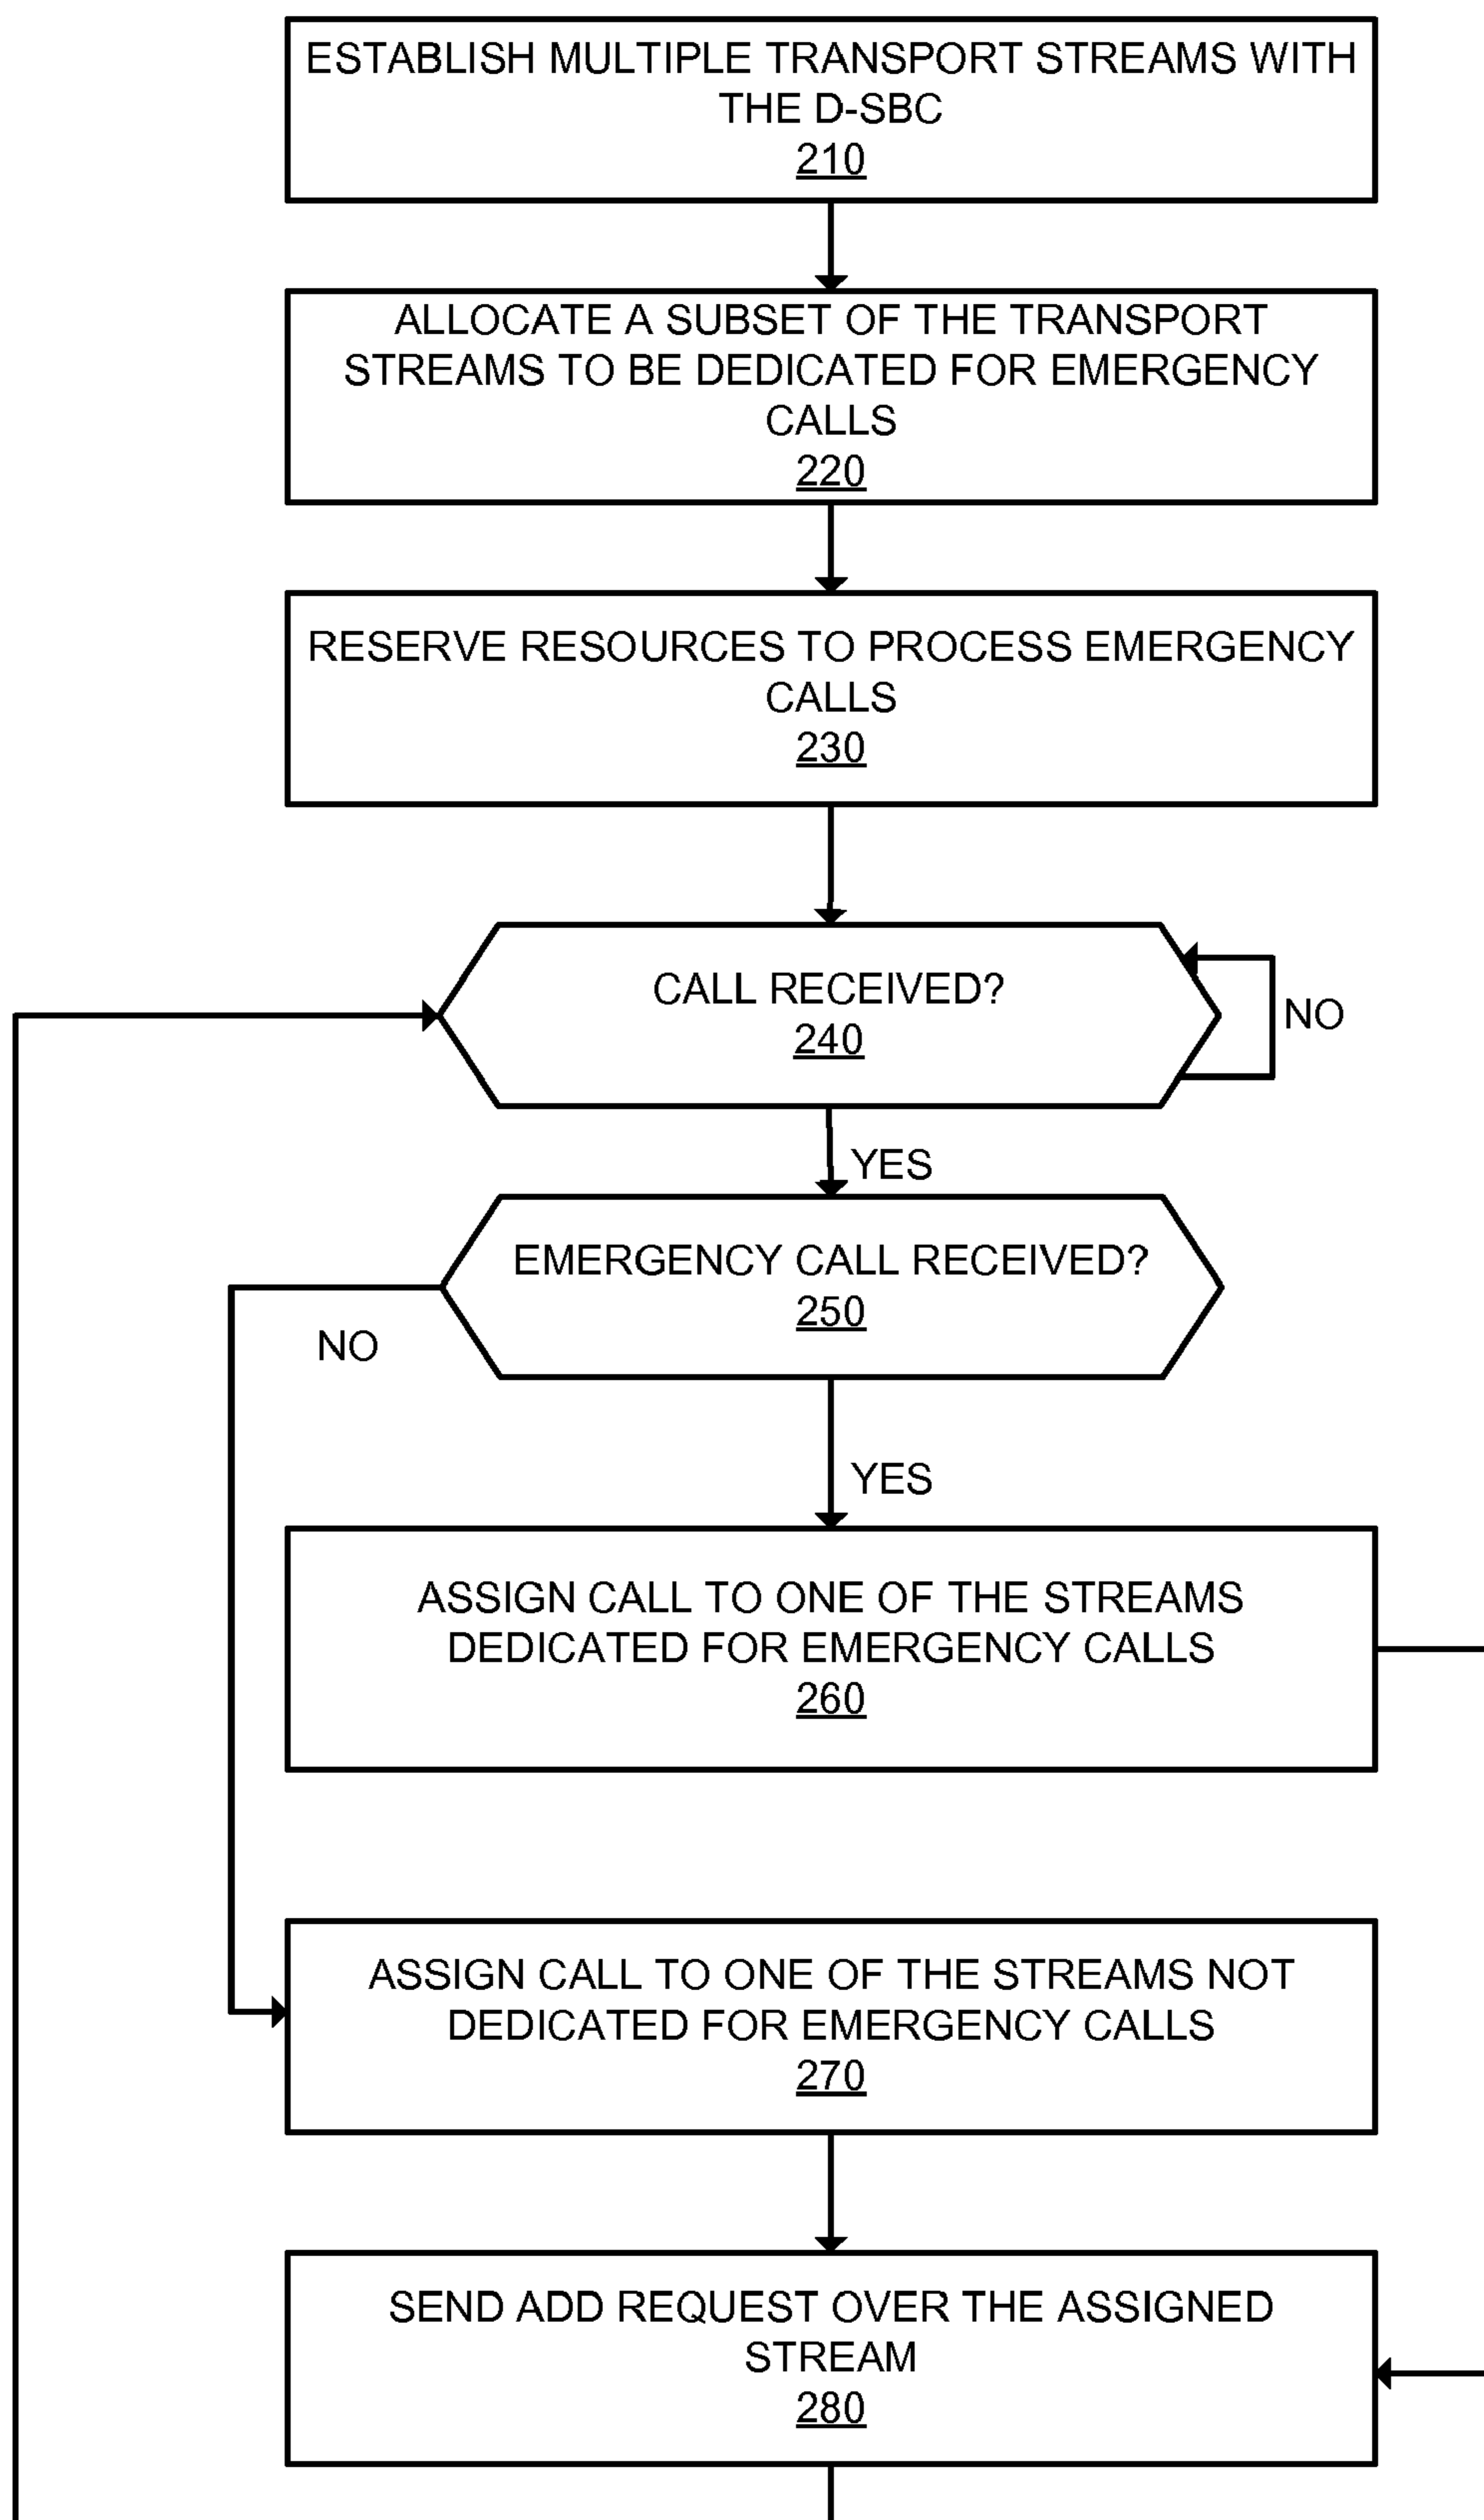 ESTABLISH MULTIPLE TRANSPORT STREAMS WITH
THE D-SBC
210
ALLOCATE A SUBSET OF THE TRANSPORT
STREAMS TO BE DEDICATED FOR EMERGENCY
CALLS
220
RESERVE RESOURCES TO PROCESS EMERGENCY
CALLS
230
CALL RECEIVED?
240
NO
YES
EMERGENCY CALL RECEIVED?
250
NO
YES
ASSIGN CALL TO ONE OF THE STREAMS
DEDICATED FOR EMERGENCY CALLS
260
ASSIGN CALL TO ONE OF THE STREAMS NOT
DEDICATED FOR EMERGENCY CALLS
270
SEND ADD REQUEST OVER THE ASSIGNED
STREAM
280